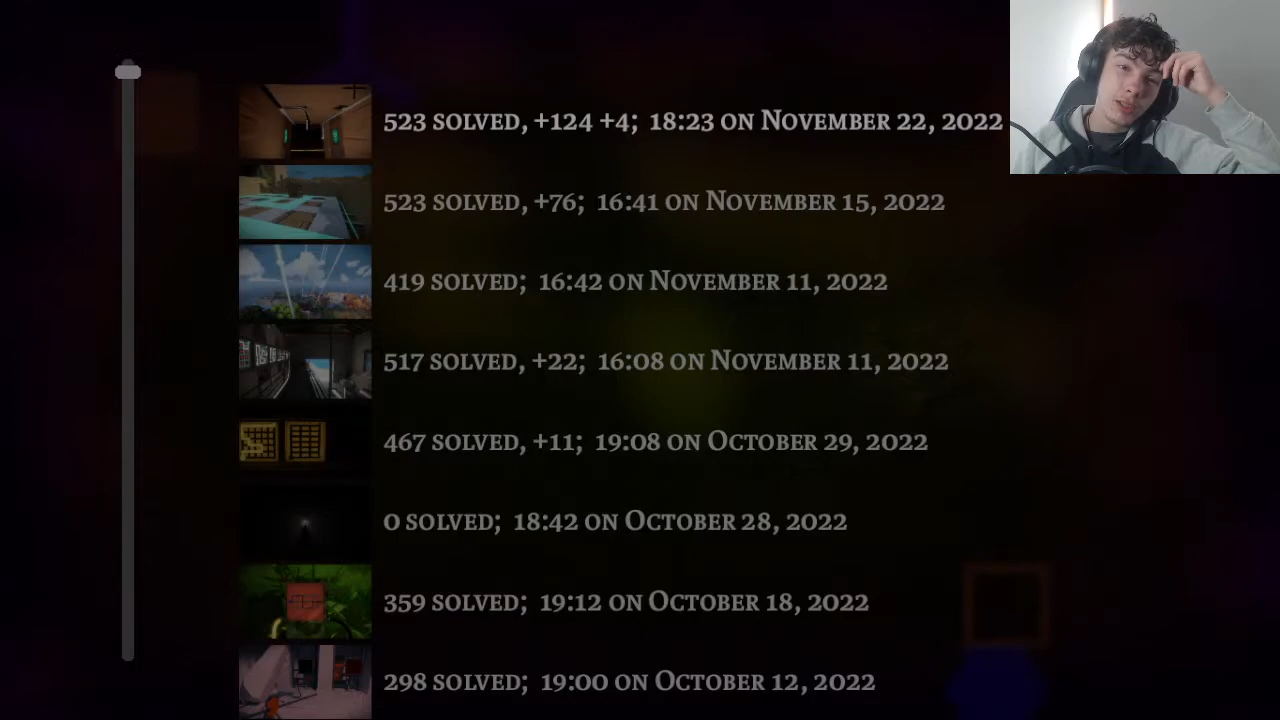 523 SOLVED, +124 +4; 18:23 ON NOVEMBER 22, 2022
523 SOLVED, +76; 16:41 ON NOVEMBER 15, 2022
419 SOLVED; 16:42 ON NOVEMBER 11, 2022
517 SOLVED, +22; 16:08 ON NOVEMBER 11, 2022
467 SOLVED, +11; 19:08 ON OCTOBER 29, 2022
0 SOLVED; 18:42 ON OCTOBER 28, 2022
359 SOLVED; 19:12 ON OCTOBER 18, 2022
298 SOLVED; 19:00 ON OCTOBER 12, 2022